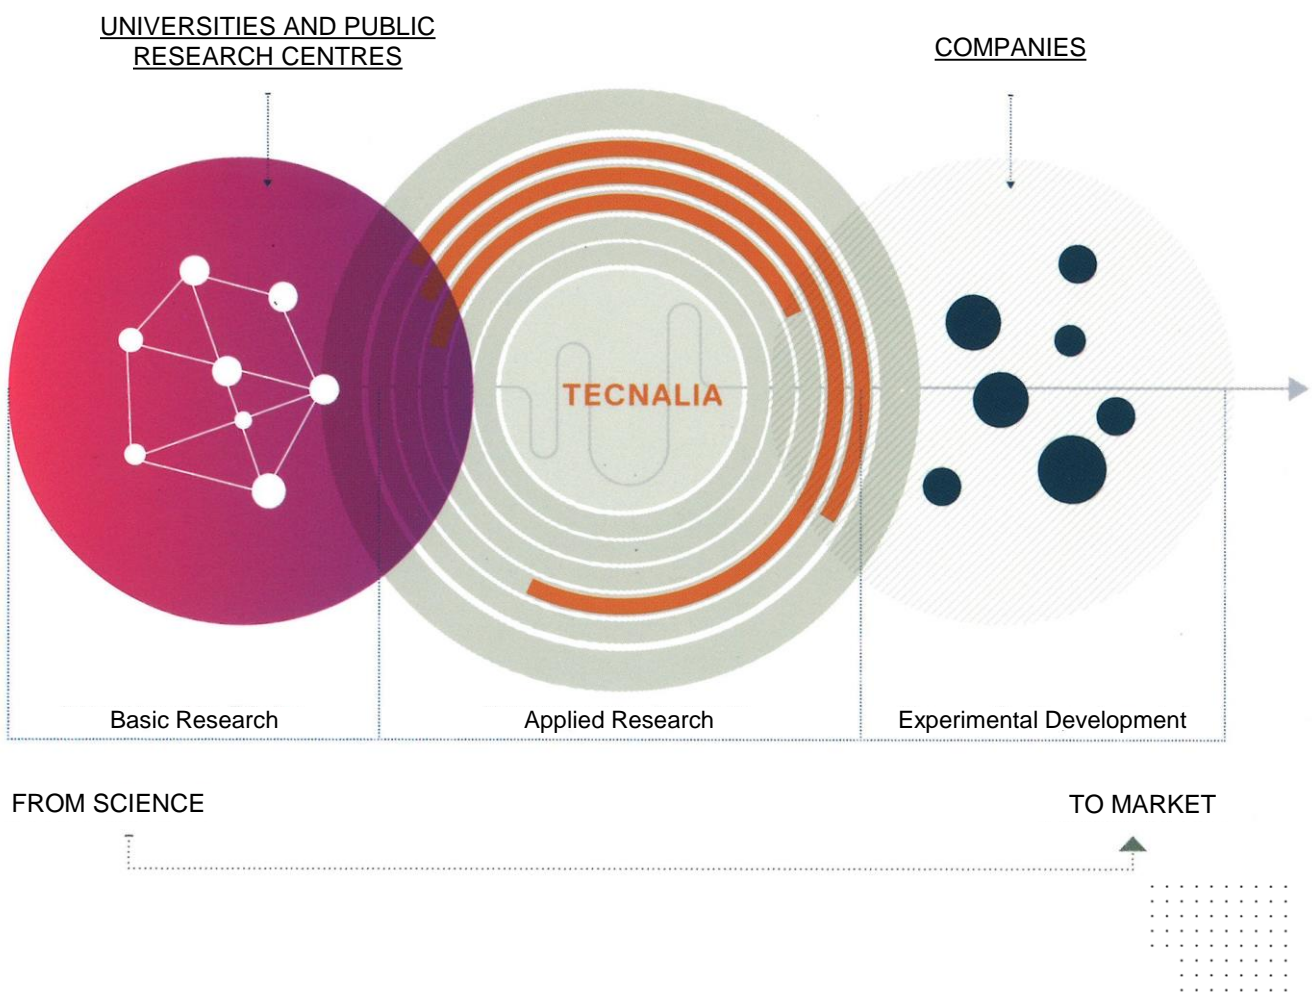 UNIVERSITIES AND PUBLIC
RESEARCH CENTRES
COMPANIES
TECNALIA
Basic Research
Applied Research
Experimental Development
FROM SCIENCE
TO MARKET